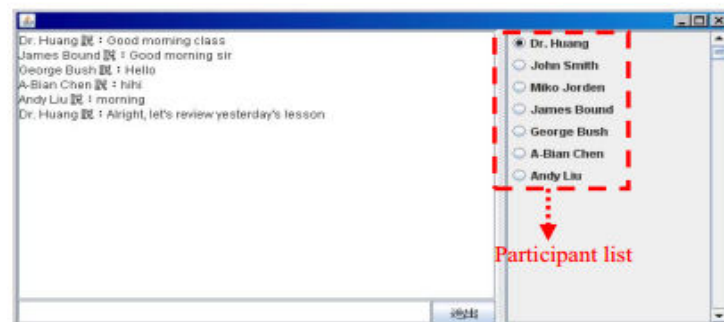 Dr. Huang 說：Good morning class
James Bound 說：Good morning sir
George Bush 說：Hello
A-Bian Chen 說：hihi
Andy Liu 說：morning
Dr. Huang 說：Alright, let's review yesterday's lesson
送出
Dr. Huang
John Smith
Miko Jorden
James Bound
George Bush
A-Bian Chen
Andy Liu
Participant list